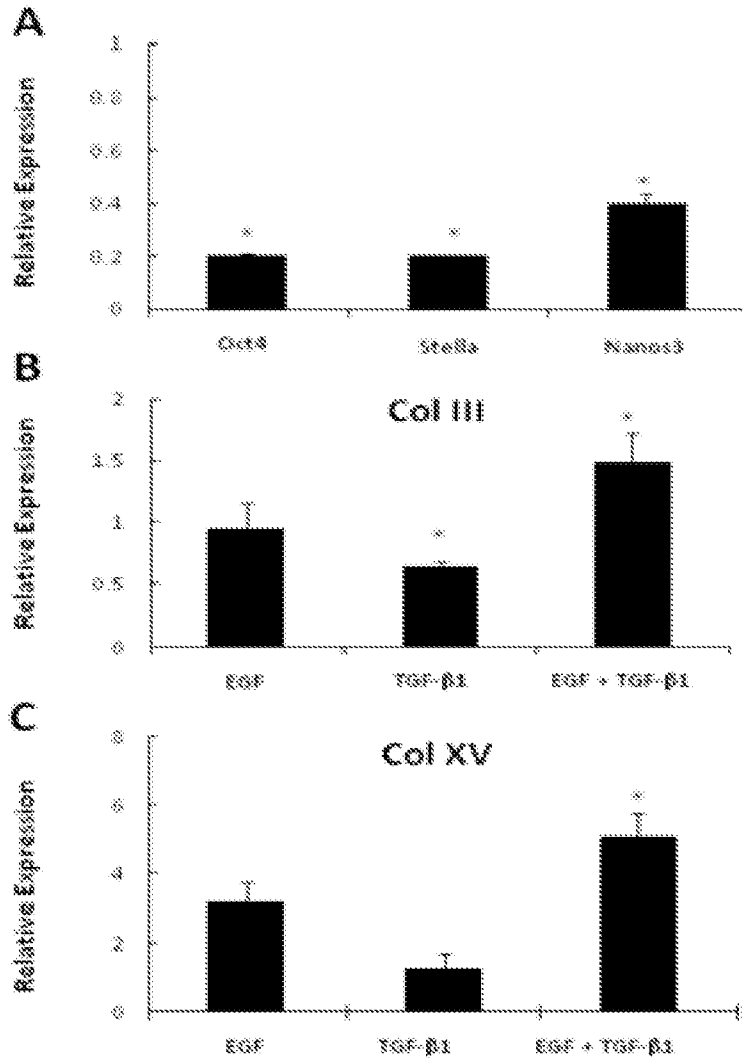 A
Relative Expression
1
0.8
0.6
0.4
0.2
0
*
*
*
Oct4
Stella
Nanos3
B
Relative Expression
Col III
2
1.5
1
0.5
0
*
*
EGF
TGF-β1
EGF + TGF-β1
C
Relative Expression
Col XV
8
6
4
2
0
*
EGF
TGF-β1
EGF + TGF-β1